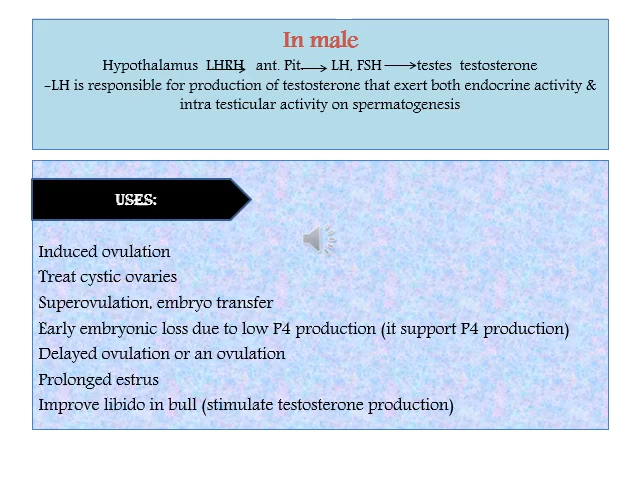 In male
Hypothalamus LHRH ant. Pit. LH, FSH testes testosterone
-LH is responsible for production of testosterone that exert both endocrine activity &
intra testicular activity on spermatogenesis
USES:
Induced ovulation
Treat cystic ovaries
Superovulation, embryo transfer
Early embryonic loss due to low P4 production (it support P4 production)
Delayed ovulation or an ovulation
Prolonged estrus
Improve libido in bull (stimulate testosterone production)